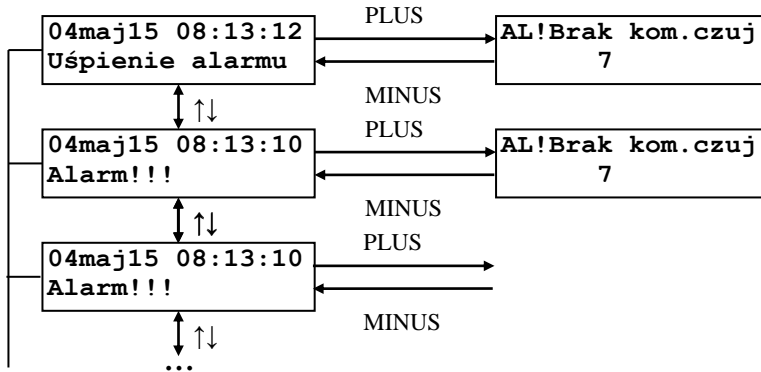 PLUS
04maj15 08:13:12
Uśpienie alarmu
AL!Brak kom.czuj
7
MINUS
↑↓
PLUS
04maj15 08:13:10
Alarm!!!
AL!Brak kom.czuj
7
MINUS
↑↓
PLUS
04maj15 08:13:10
Alarm!!!
MINUS
↑↓
...